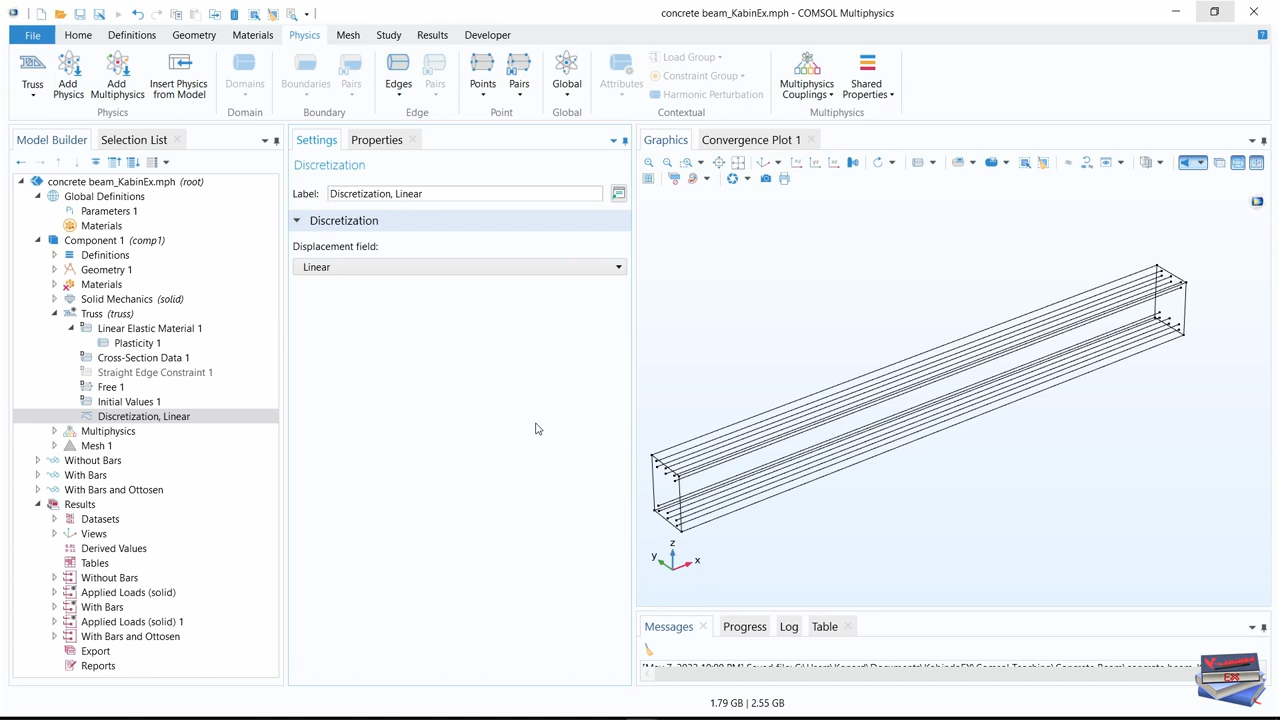 concrete beam_KabinEx.mph - COMSOL Multiphysics
File Home Definitions Geometry Materials Physics Mesh Study Results Developer
Truss
Add Physics
Add Multiphysics
Insert Physics from Model
Domains
Boundaries
Pairs
Edges
Pairs
Points
Pairs
Global
Attributes
Load Group
Constraint Group
Harmonic Perturbation
Multiphysics Couplings
Shared Properties
Physics Domain Boundary Edge Point Global Contextual Multiphysics
Model Builder Selection List
concrete beam_KabinEx.mph (root)
Global Definitions
Pi Parameters 1
Materials
Component 1 (comp1)
Definitions
Geometry 1
Materials
Solid Mechanics (solid)
Truss (truss)
Linear Elastic Material 1
Plasticity 1
Cross-Section Data 1
Straight Edge Constraint 1
Free 1
Initial Values 1
Discretization, Linear
Multiphysics
Mesh 1
Without Bars
With Bars
With Bars and Ottosen
Results
Datasets
Views
Derived Values
Tables
Without Bars
Applied Loads (solid)
With Bars
Applied Loads (solid) 1
With Bars and Ottosen
Export
Reports
Settings Properties
Discretization
Label: Discretization, Linear
Discretization
Displacement field:
Linear
Graphics Convergence Plot 1
z
y
x
Messages Progress Log Table
1.79 GB | 2.55 GB